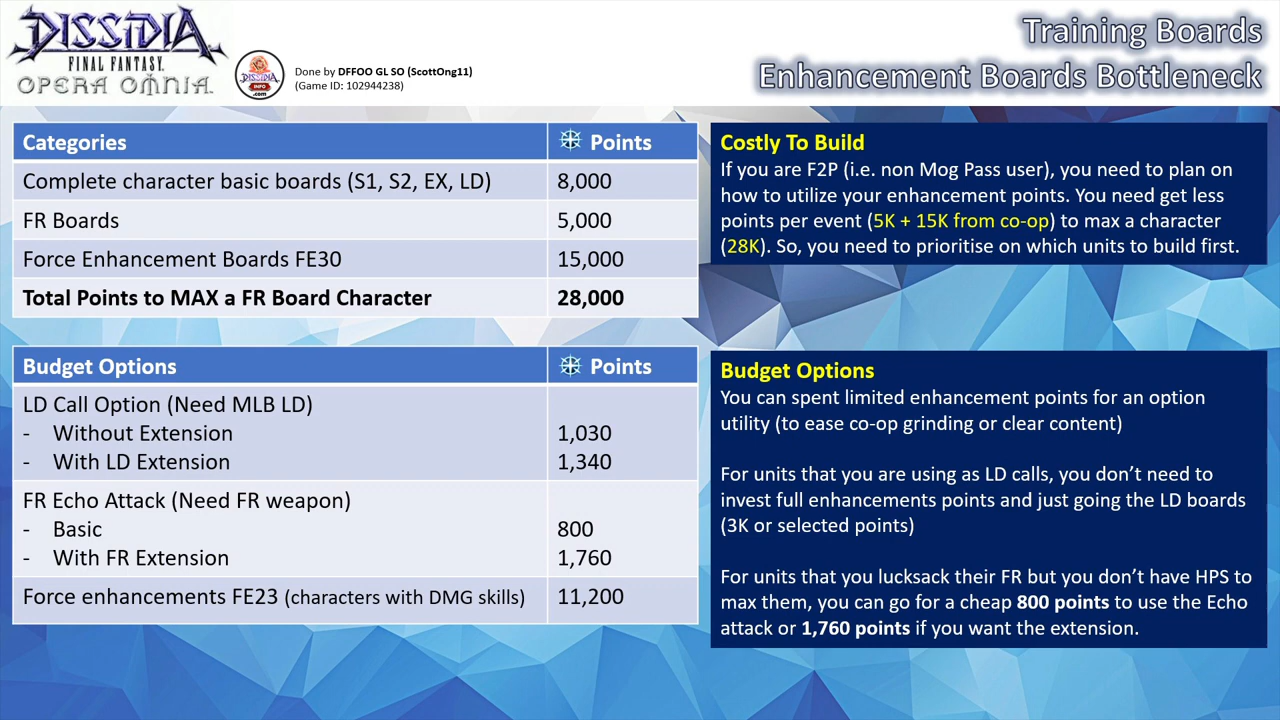 DISSIDIA
FINAL FANTASY.
OPERA OMNIA.
DISSIDIA
INFO
.com
Done by DFFOO GL SO (ScottOng11)
(Game ID: 102944238)
Training Boards
Enhancement Boards Bottleneck
Categories Points
Complete character basic boards (S1, S2, EX, LD) 8,000
FR Boards 5,000
Force Enhancement Boards FE30 15,000
Total Points to MAX a FR Board Character 28,000
Budget Options Points
LD Call Option (Need MLB LD)
- Without Extension 1,030
- With LD Extension 1,340
FR Echo Attack (Need FR weapon)
- Basic 800
- With FR Extension 1,760
Force enhancements FE23 (characters with DMG skills) 11,200
Costly To Build
If you are F2P (i.e. non Mog Pass user), you need to plan on
how to utilize your enhancement points. You need get less
points per event (5K + 15K from co-op) to max a character
(28K). So, you need to prioritise on which units to build first.
Budget Options
You can spent limited enhancement points for an option
utility (to ease co-op grinding or clear content)
For units that you are using as LD calls, you don't need to
invest full enhancements points and just going the LD boards
(3K or selected points)
For units that you lucksack their FR but you don't have HPS to
max them, you can go for a cheap 800 points to use the Echo
attack or 1,760 points if you want the extension.